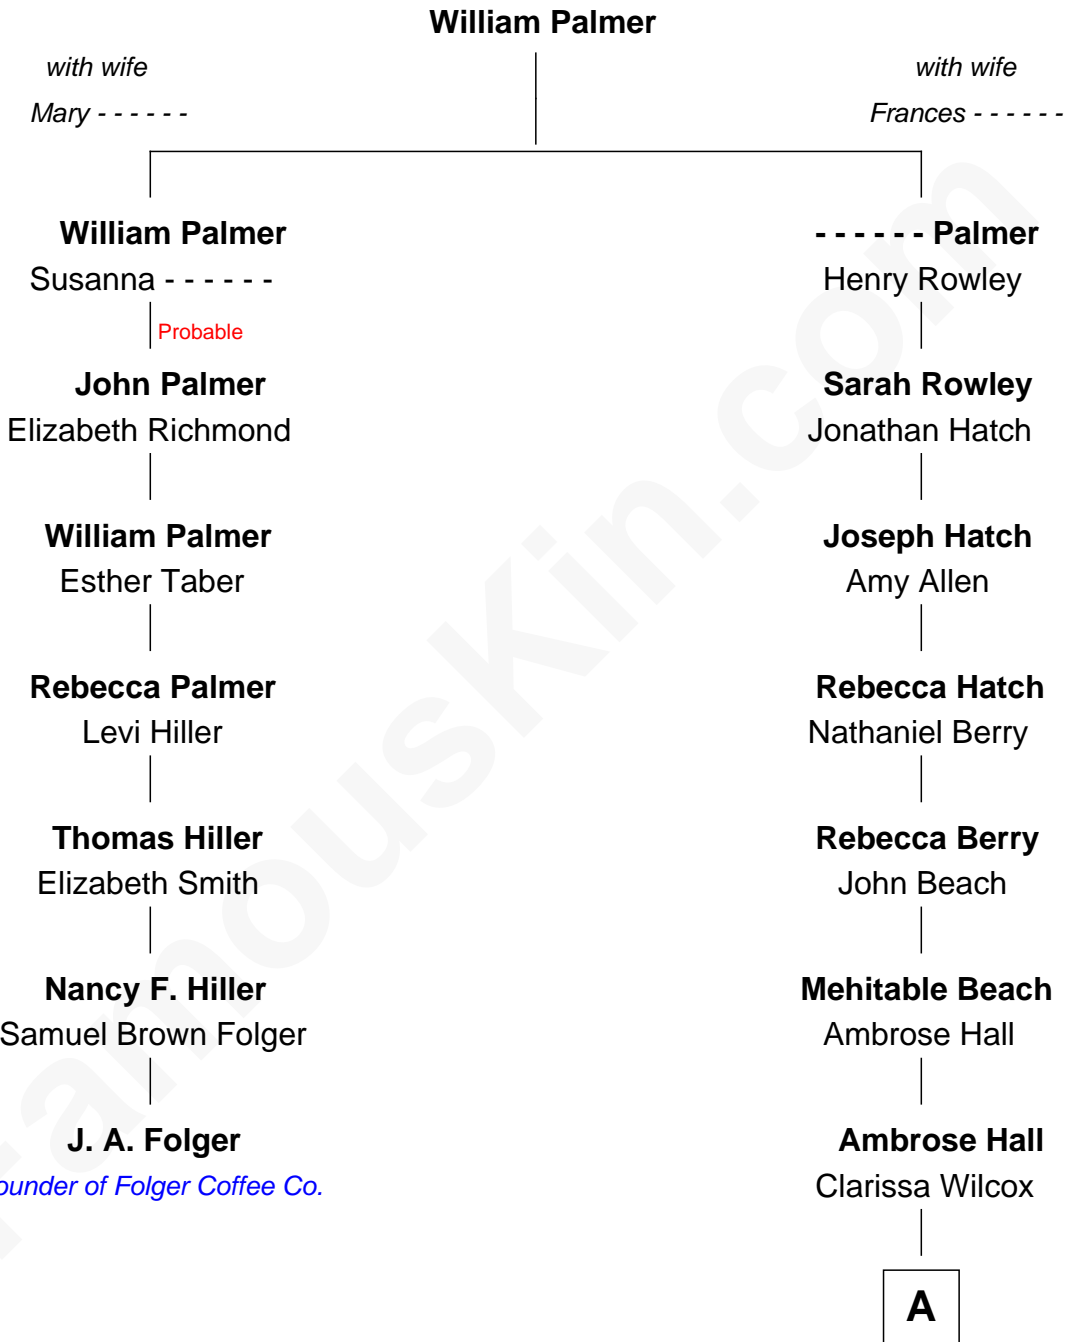 William Palmer
with wife
Mary - - - - - -
with wife
Frances - - - - - -
William Palmer
Susanna - - - - - -
- - - - - - Palmer
Henry Rowley
Probable
John Palmer
Elizabeth Richmond
Sarah Rowley
Jonathan Hatch
William Palmer
Esther Taber
Joseph Hatch
Amy Allen
Rebecca Palmer
Levi Hiller
Rebecca Hatch
Nathaniel Berry
Thomas Hiller
Elizabeth Smith
Rebecca Berry
John Beach
Nancy F. Hiller
Samuel Brown Folger
Mehitable Beach
Ambrose Hall
J. A. Folger
ounder of Folger Coffee Co.
Ambrose Hall
Clarissa Wilcox
A
FamousKin.com